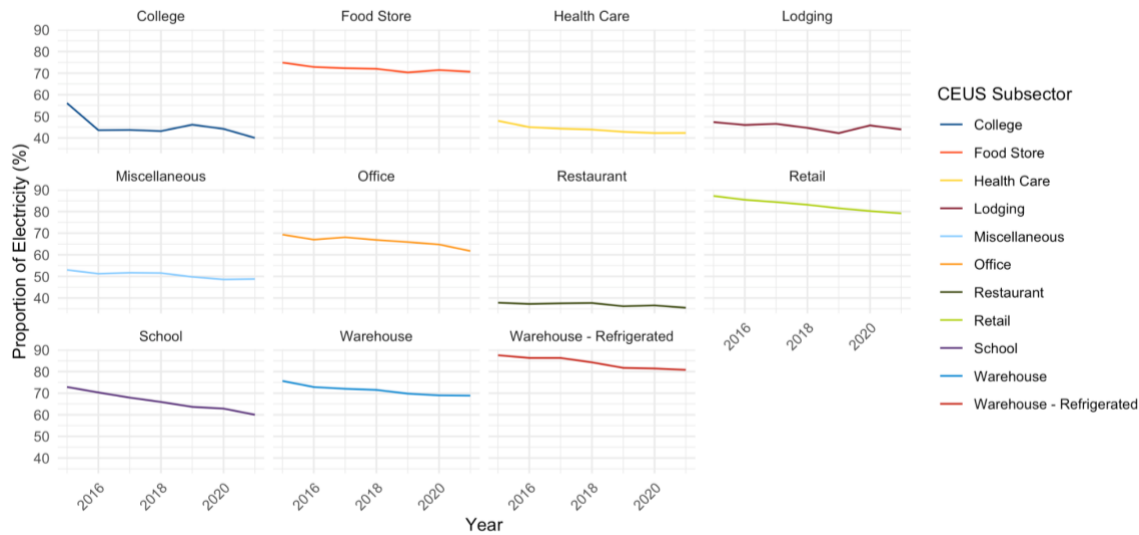 College
Food Store
Health Care
Lodging
90
80
70
60
50
40
Miscellaneous
Office
Restaurant
Retail
90
80
70
60
50
40
2016
2018
2020
School
Warehouse
Warehouse - Refrigerated
90
80
70
60
50
40
2016
2018
2020
2016
2018
2020
2016
2018
2020
Year
Proportion of Electricity (%)
CEUS Subsector
College
Food Store
Health Care
Lodging
Miscellaneous
Office
Restaurant
Retail
School
Warehouse
Warehouse - Refrigerated